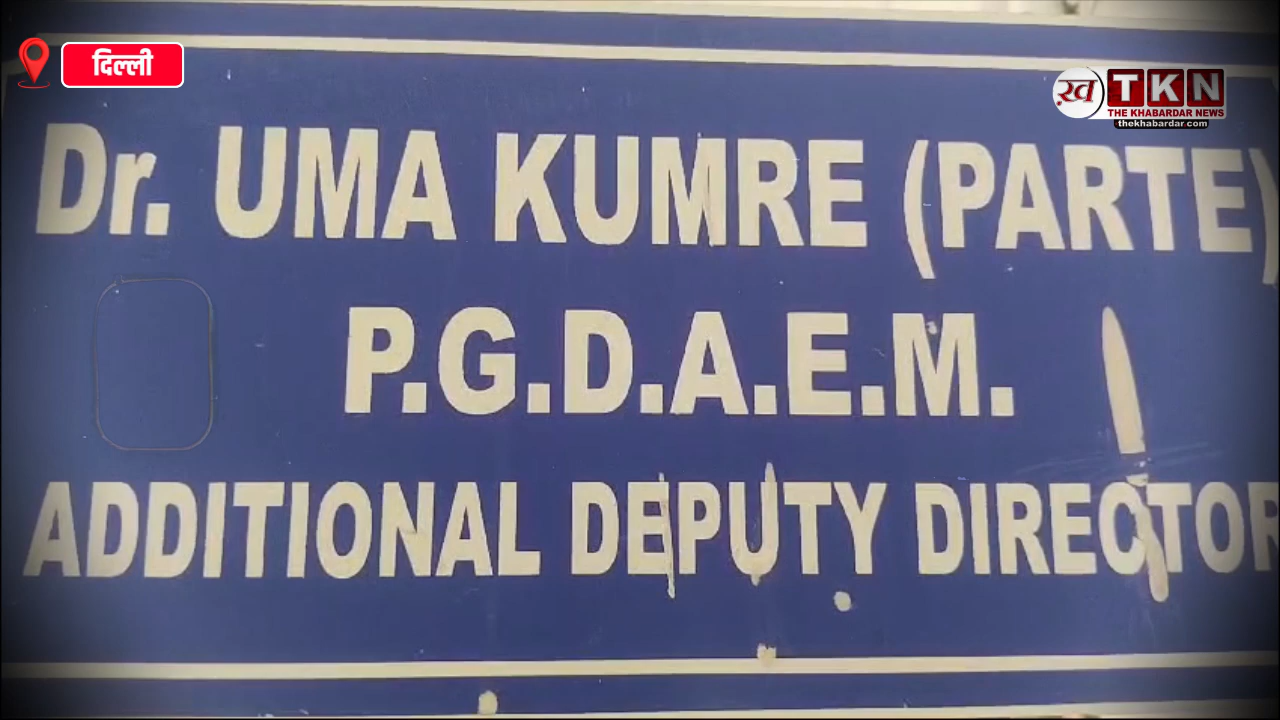 दिल्ली
ख़ TKN
THE KHABARDAR NEWS
thekhabardar.com
Dr. UMA KUMRE (PARTE)
P.G.D.A.E.M.
ADDITIONAL DEPUTY DIRECTOR